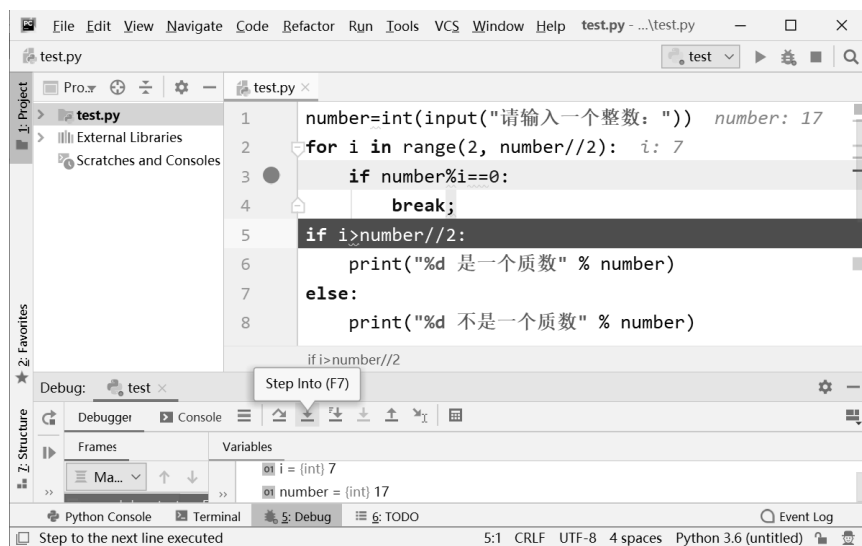 File Edit View Navigate Code Refactor Run Tools VCS Window Help test.py - ...\test.py
test.py
test
1: Project
Pro..
test.py
test.py
External Libraries
Scratches and Consoles
1 number=int(input("请输入一个整数：")) number: 17
2 for i in range(2, number//2): i: 7
3 if number%i==0:
4 break;
5 if i>number//2:
6 print("%d 是一个质数" % number)
7 else:
8 print("%d 不是一个质数" % number)
if i>number//2
2: Favorites
Debug: test
Step Into (F7)
Debugger Console
Z: Structure
Frames Variables
Ma...
i = {int} 7
number = {int} 17
Python Console Terminal 5: Debug 6: TODO Event Log
Step to the next line executed 5:1 CRLF UTF-8 4 spaces Python 3.6 (untitled)